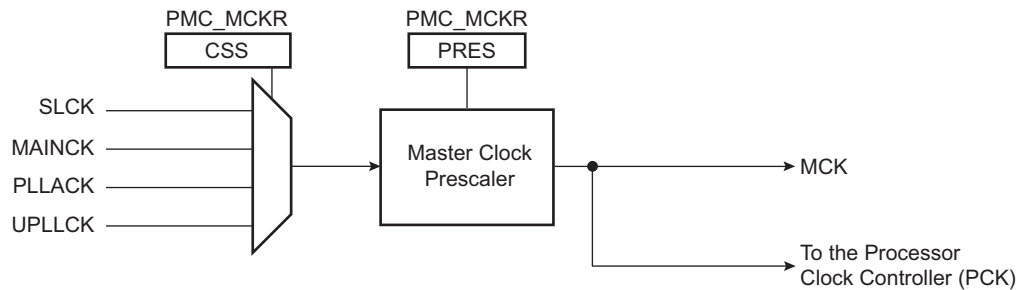 PMC_MCKR
CSS
PMC_MCKR
PRES
SLCK
MAINCK
PLLACK
UPLLCK
Master Clock
Prescaler
MCK
To the Processor
Clock Controller (PCK)